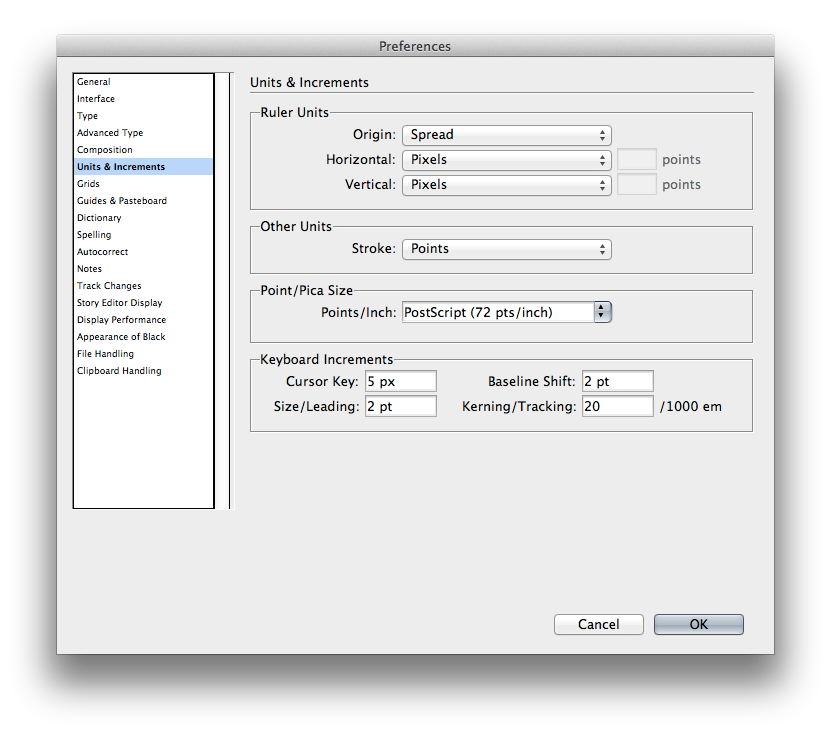 Preferences
General
Interface
Type
Advanced Type
Composition
Units & Increments
Grids
Guides & Pasteboard
Dictionary
Spelling
Autocorrect
Notes
Track Changes
Story Editor Display
Display Performance
Appearance of Black
File Handling
Clipboard Handling
Units & Increments
Ruler Units
Origin: Spread
Horizontal: Pixels points
Vertical: Pixels points
Other Units
Stroke: Points
Point/Pica Size
Points/Inch: PostScript (72 pts/inch)
Keyboard Increments
Cursor Key: 5 px Baseline Shift: 2 pt
Size/Leading: 2 pt Kerning/Tracking: 20 /1000 em
Cancel OK